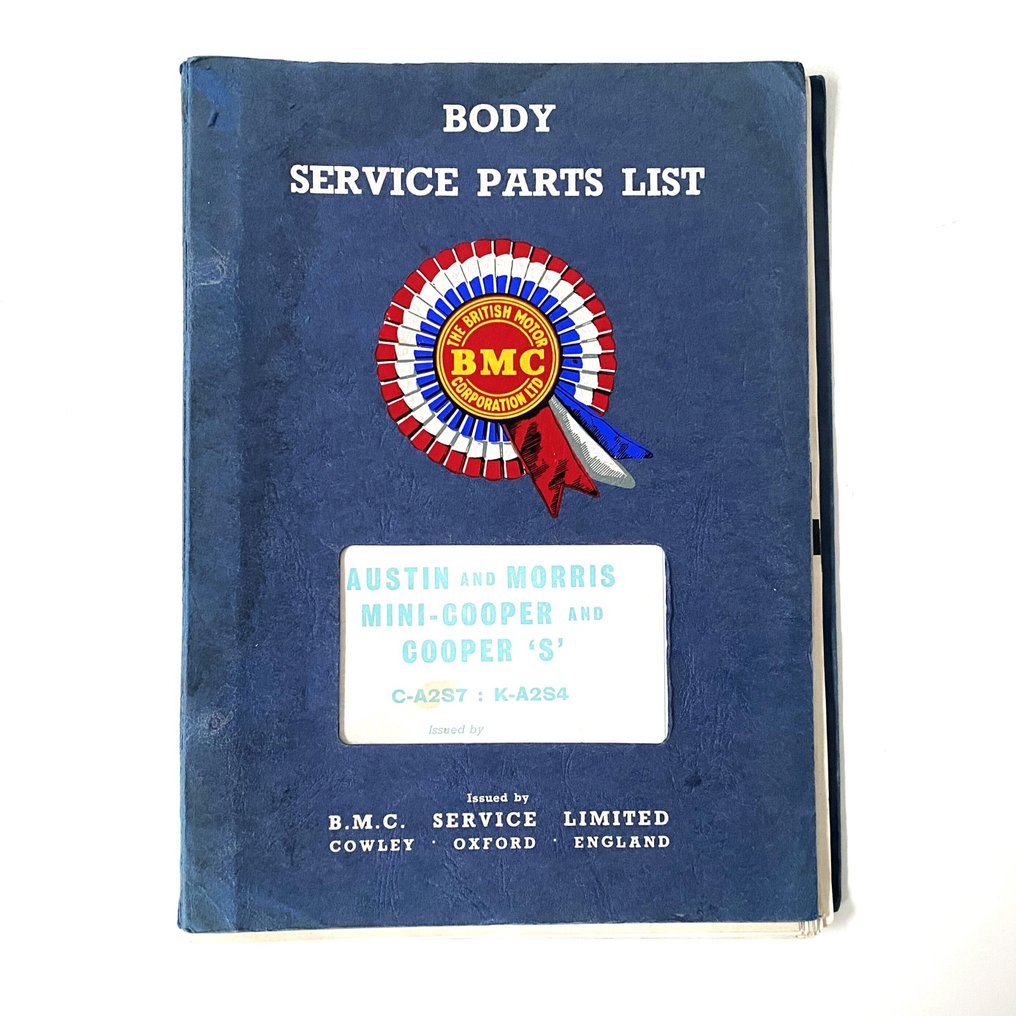 BODY
SERVICE PARTS LIST
THE BRITISH MOTOR
BMC
CORPORATION LTD
AUSTIN AND MORRIS
MINI-COOPER AND
COOPER ‘S’
C-A2S7 : K-A2S4
Issued by
Issued by
B.M.C. SERVICE LIMITED
COWLEY · OXFORD · ENGLAND